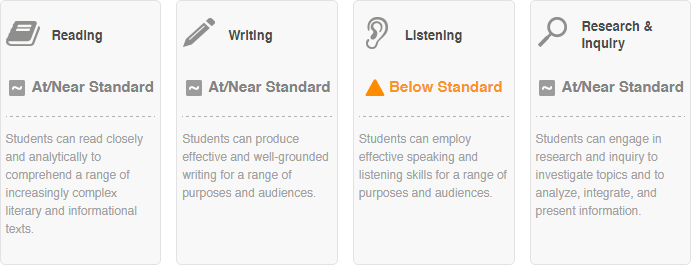 Reading
At/Near Standard
Students can read closely
and analytically to
comprehend a range of
increasingly complex
literary and informational
texts.
Writing
At/Near Standard
Students can produce
effective and well-grounded
writing for a range of
purposes and audiences.
Listening
Below Standard
Students can employ
effective speaking and
listening skills for a range of
purposes and audiences.
Research &
Inquiry
At/Near Standard
Students can engage in
research and inquiry to
investigate topics and to
analyze, integrate, and
present information.